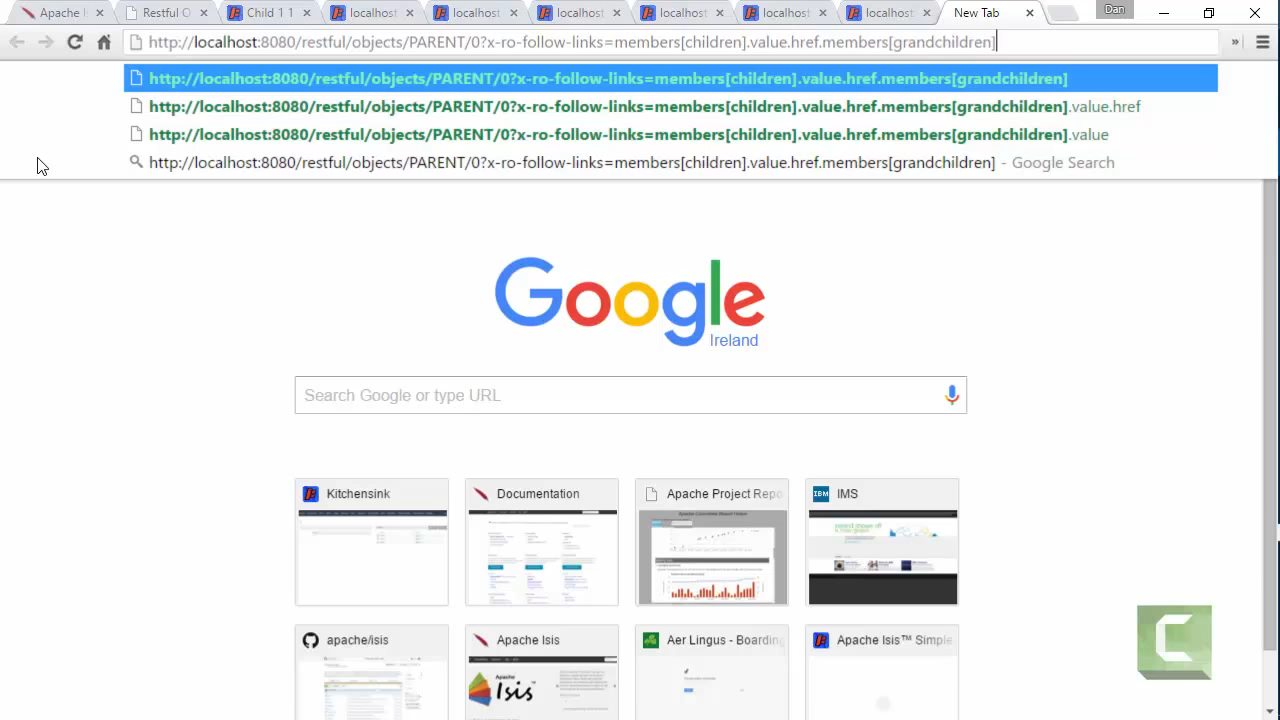 Apache I
Restful O
Child 1 1
localhost
localhost
localhost
localhost
localhost
localhost
New Tab
Dan
http://localhost:8080/restful/objects/PARENT/0?x-ro-follow-links=members[children].value.href.members[grandchildren]
http://localhost:8080/restful/objects/PARENT/0?x-ro-follow-links=members[children].value.href.members[grandchildren]
http://localhost:8080/restful/objects/PARENT/0?x-ro-follow-links=members[children].value.href.members[grandchildren].value.href
http://localhost:8080/restful/objects/PARENT/0?x-ro-follow-links=members[children].value.href.members[grandchildren].value
http://localhost:8080/restful/objects/PARENT/0?x-ro-follow-links=members[children].value.href.members[grandchildren] - Google Search
Google
Ireland
Search Google or type URL
Kitchensink
Documentation
Apache Project Repo
IBM IMS
apache/isis
Apache Isis
Aer Lingus - Boarding
Apache Isis™ Simple
Isis
C